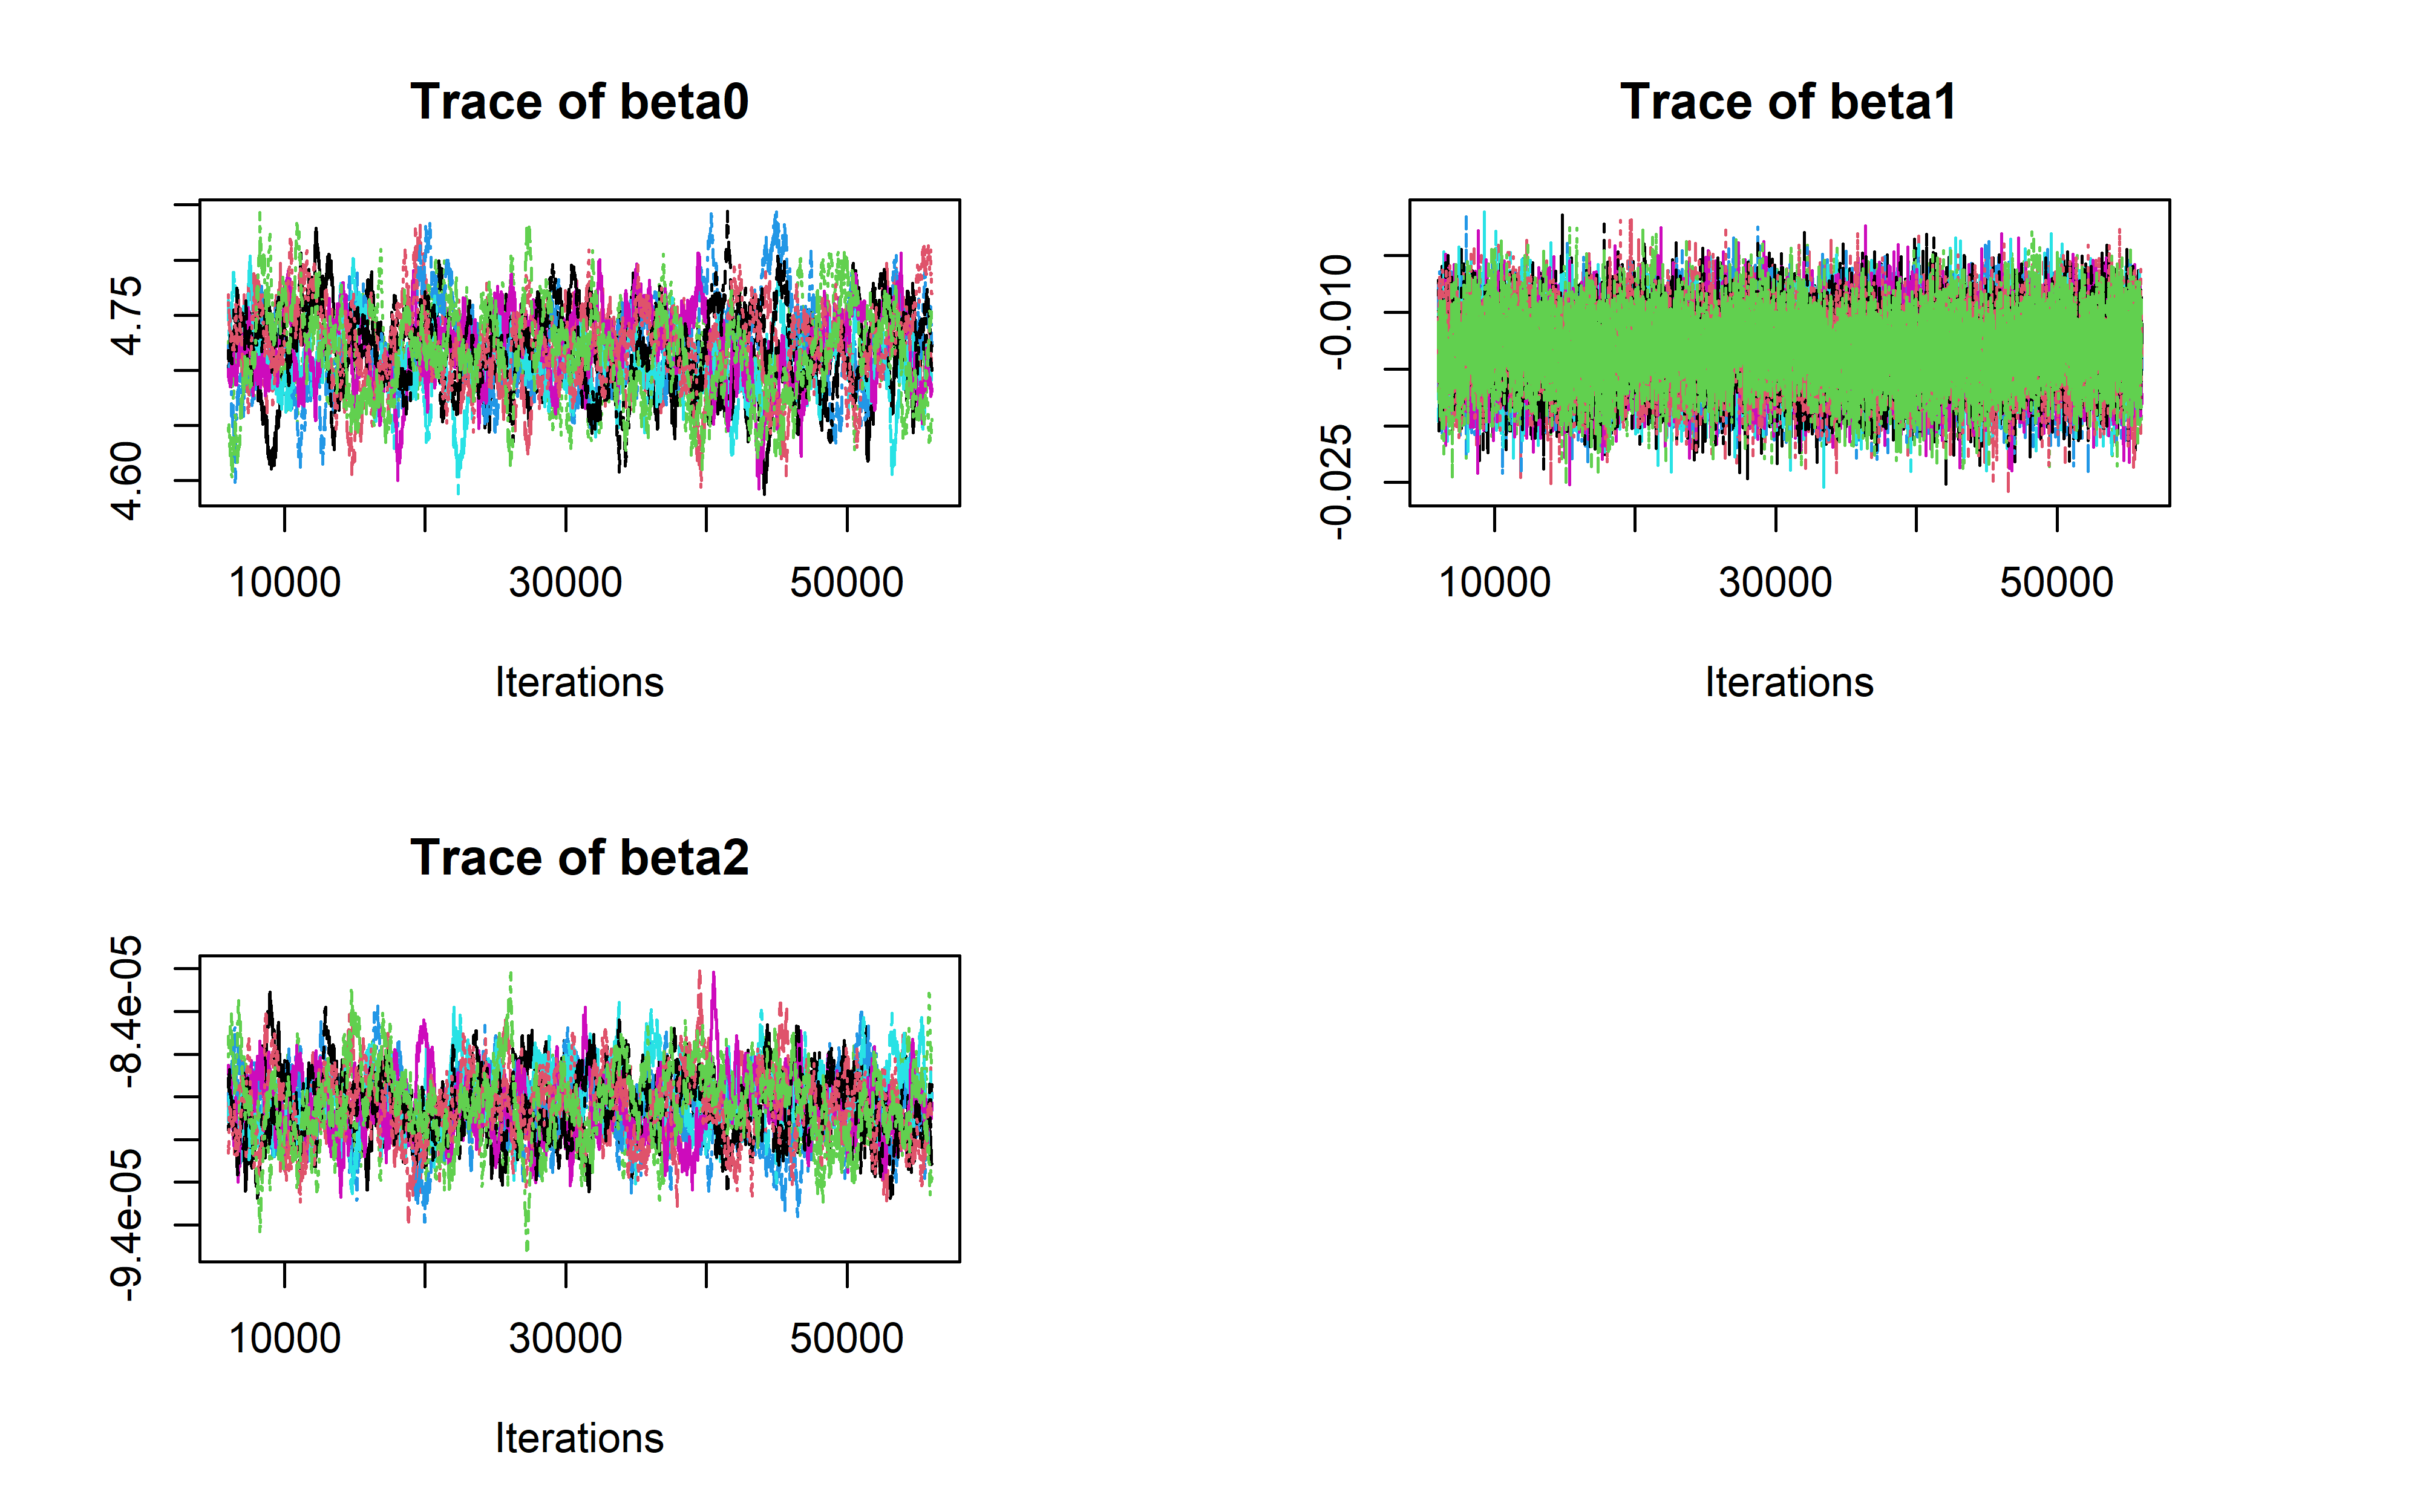 Trace of beta0
4.75
4.60
10000 30000 50000
Iterations
Trace of beta1
-0.010
-0.025
10000 30000 50000
Iterations
Trace of beta2
-8.4e-05
-9.4e-05
10000 30000 50000
Iterations